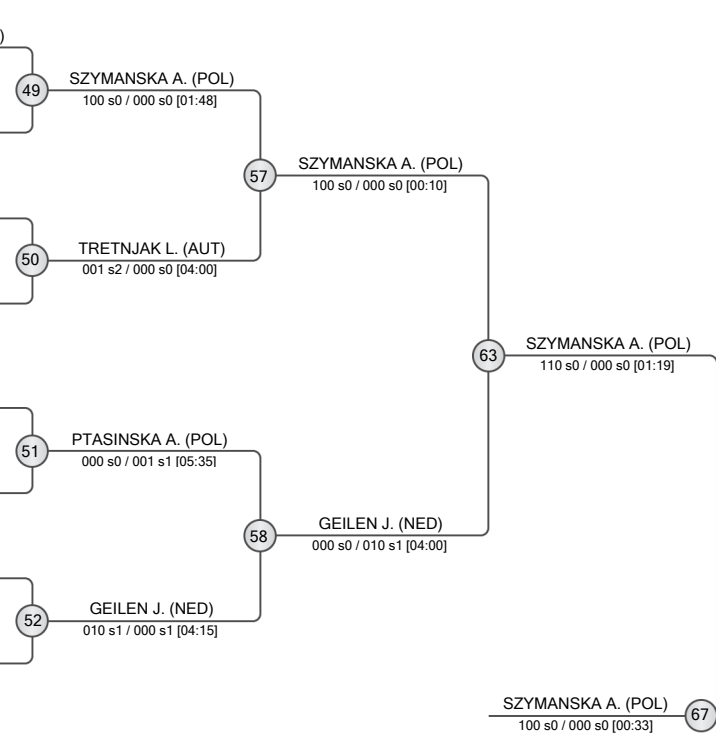 )
49
SZYMANSKA A. (POL)
100 s0 / 000 s0 [01:48]
57
SZYMANSKA A. (POL)
100 s0 / 000 s0 [00:10]
50
TRETNJAK L. (AUT)
001 s2 / 000 s0 [04:00]
63
SZYMANSKA A. (POL)
110 s0 / 000 s0 [01:19]
51
PTASINSKA A. (POL)
000 s0 / 001 s1 [05:35]
58
GEILEN J. (NED)
000 s0 / 010 s1 [04:00]
52
GEILEN J. (NED)
010 s1 / 000 s1 [04:15]
SZYMANSKA A. (POL)
100 s0 / 000 s0 [00:33]
67